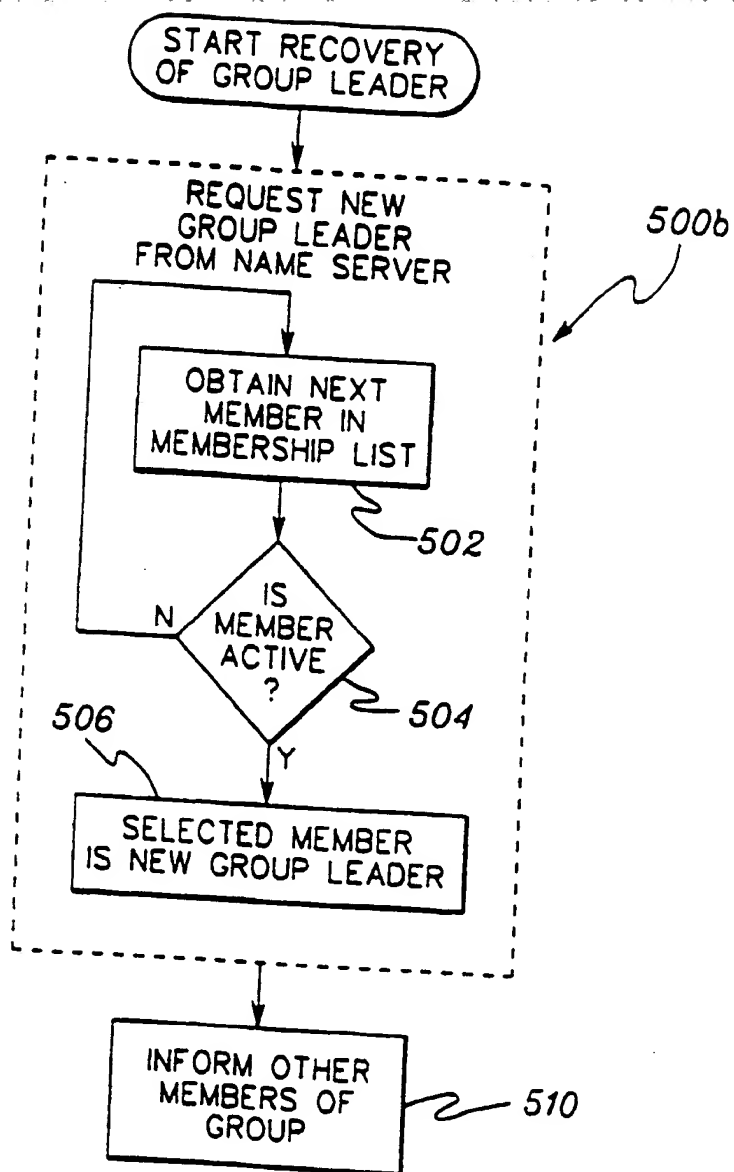 START RECOVERY
OF GROUP LEADER
REQUEST NEW
GROUP LEADER
FROM NAME SERVER
500b
OBTAIN NEXT
MEMBER IN
MEMBERSHIP LIST
502
IS
MEMBER
ACTIVE
?
N
504
506
Y
SELECTED MEMBER
IS NEW GROUP LEADER
INFORM OTHER
MEMBERS OF
GROUP
510